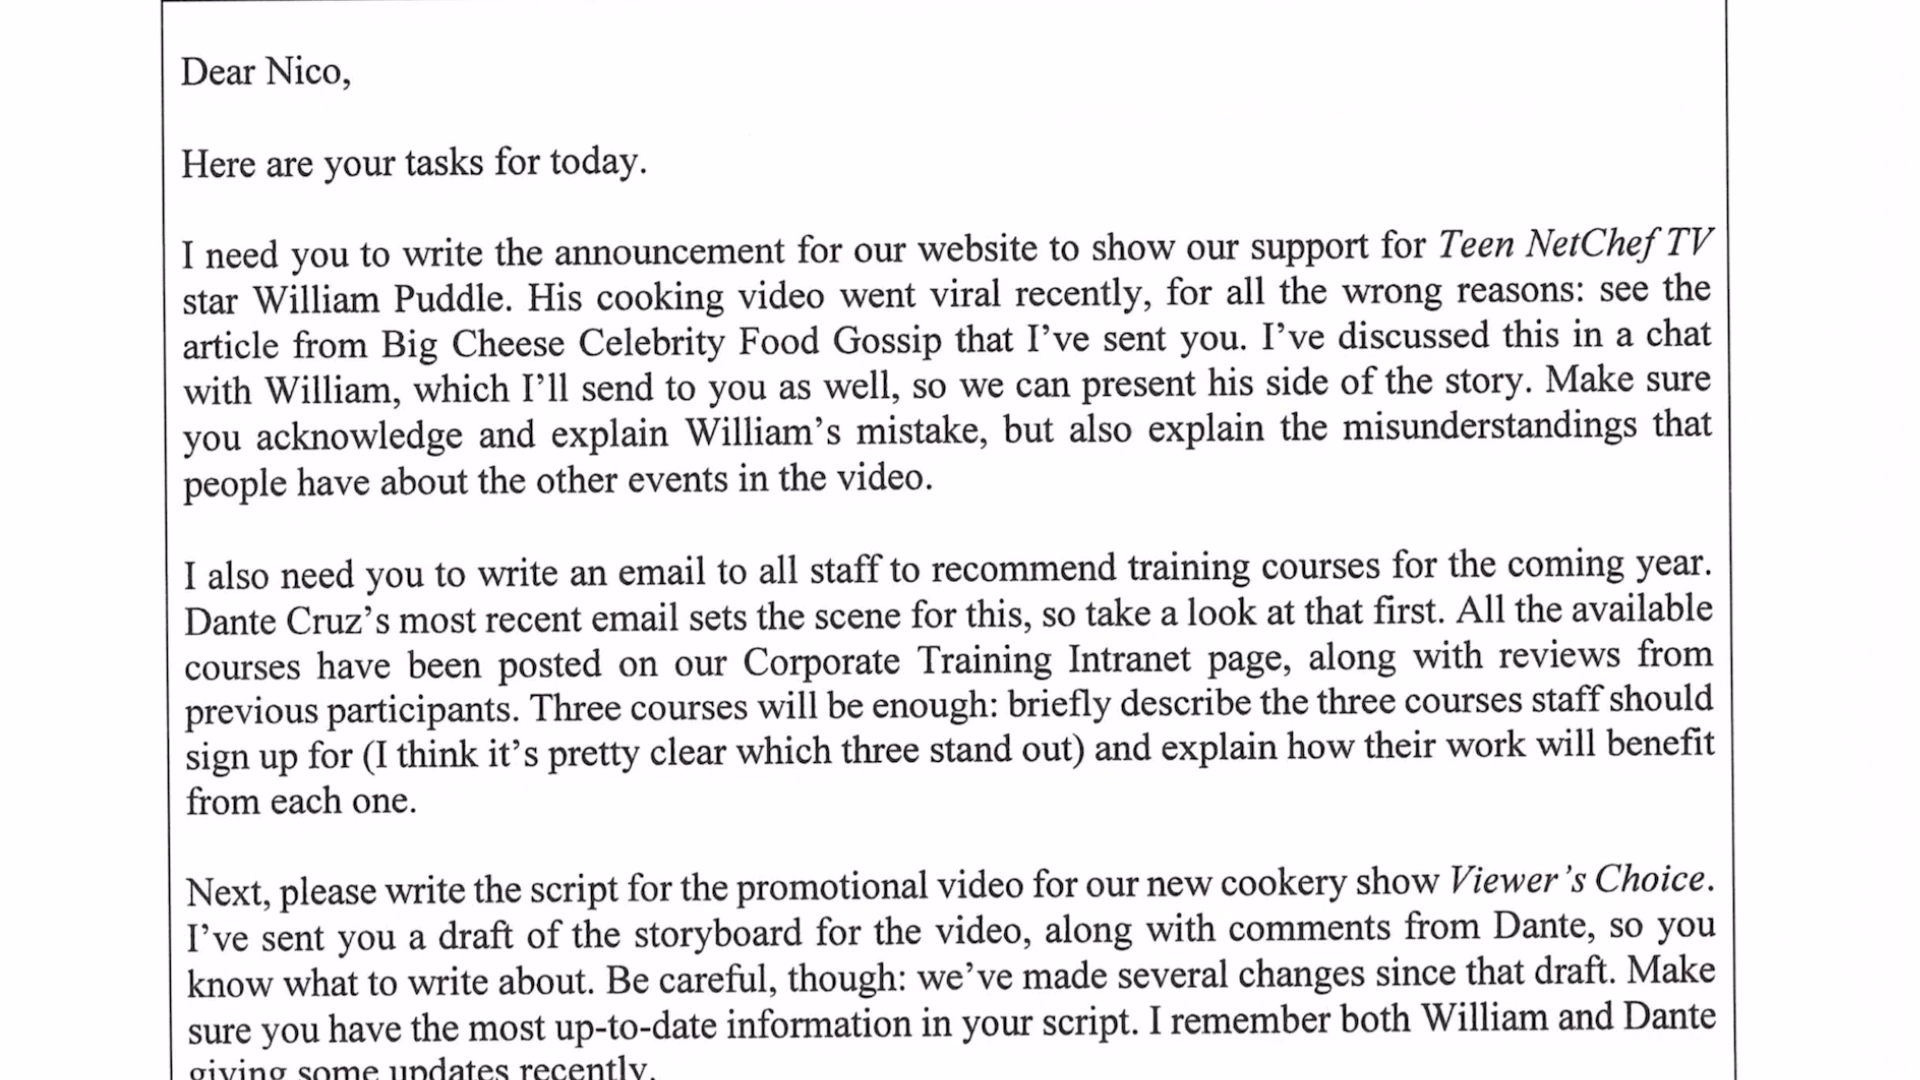 Dear Nico,
Here are your tasks for today.
I need you to write the announcement for our website to show our support for Teen NetChef TV
star William Puddle. His cooking video went viral recently, for all the wrong reasons: see the
article from Big Cheese Celebrity Food Gossip that I’ve sent you. I’ve discussed this in a chat
with William, which I’ll send to you as well, so we can present his side of the story. Make sure
you acknowledge and explain William’s mistake, but also explain the misunderstandings that
people have about the other events in the video.
I also need you to write an email to all staff to recommend training courses for the coming year.
Dante Cruz’s most recent email sets the scene for this, so take a look at that first. All the available
courses have been posted on our Corporate Training Intranet page, along with reviews from
previous participants. Three courses will be enough: briefly describe the three courses staff should
sign up for (I think it’s pretty clear which three stand out) and explain how their work will benefit
from each one.
Next, please write the script for the promotional video for our new cookery show Viewer’s Choice.
I’ve sent you a draft of the storyboard for the video, along with comments from Dante, so you
know what to write about. Be careful, though: we’ve made several changes since that draft. Make
sure you have the most up-to-date information in your script. I remember both William and Dante
giving some updates recently.